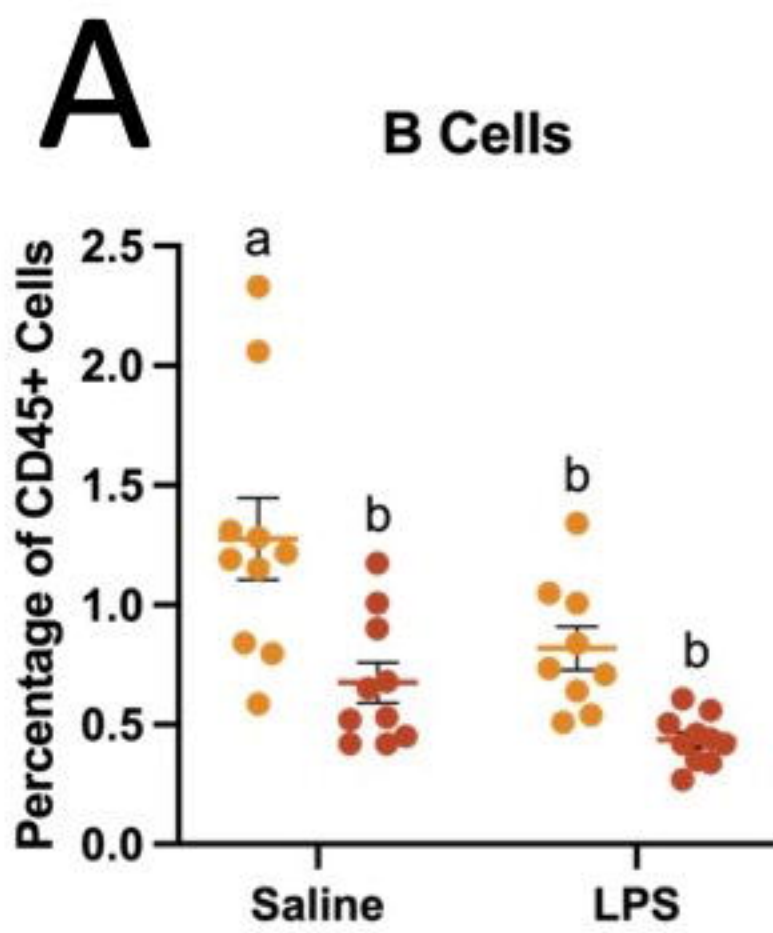 A
B Cells
Percentage of CD45+ Cells
2.5
2.0
1.5
1.0
0.5
0.0
a
b
b
b
Saline
LPS